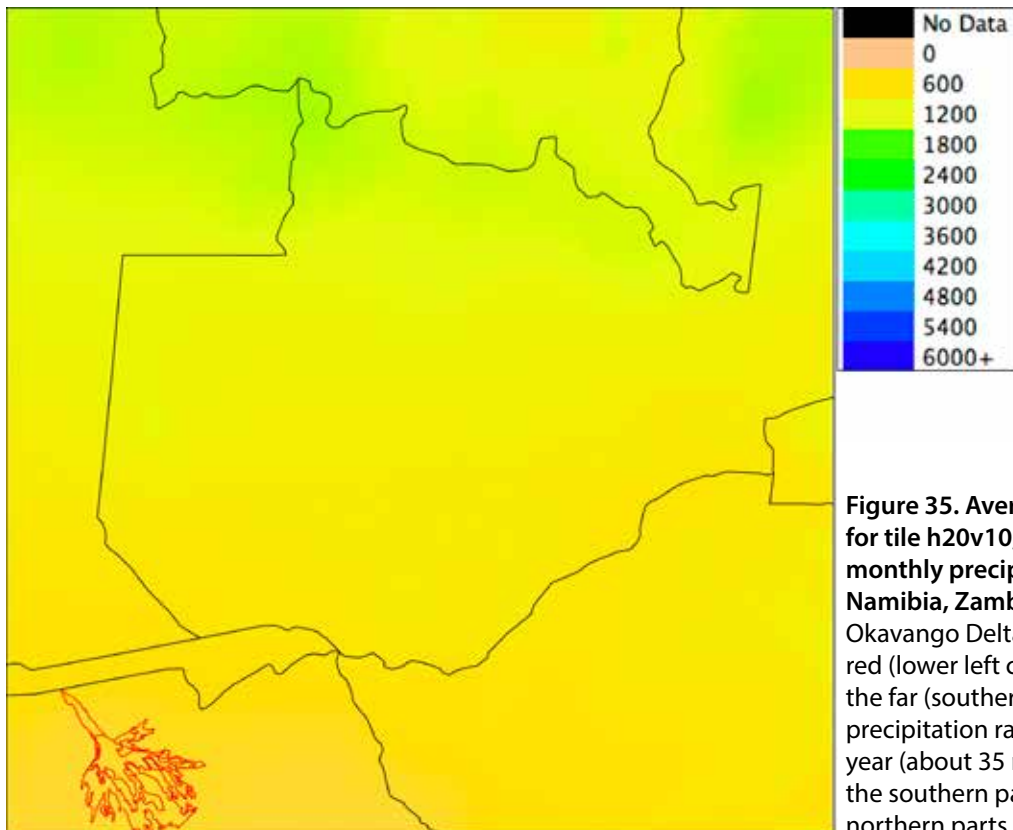 No Data
0
600
1200
1800
2400
3000
3600
4200
4800
5400
6000+
Figure 35. Aver
for tile h20v10
monthly precip
Namibia, Zamb
Okavango Delt
red (lower left
the far (souther
precipitation ra
year (about 35
the southern pa
northern parts